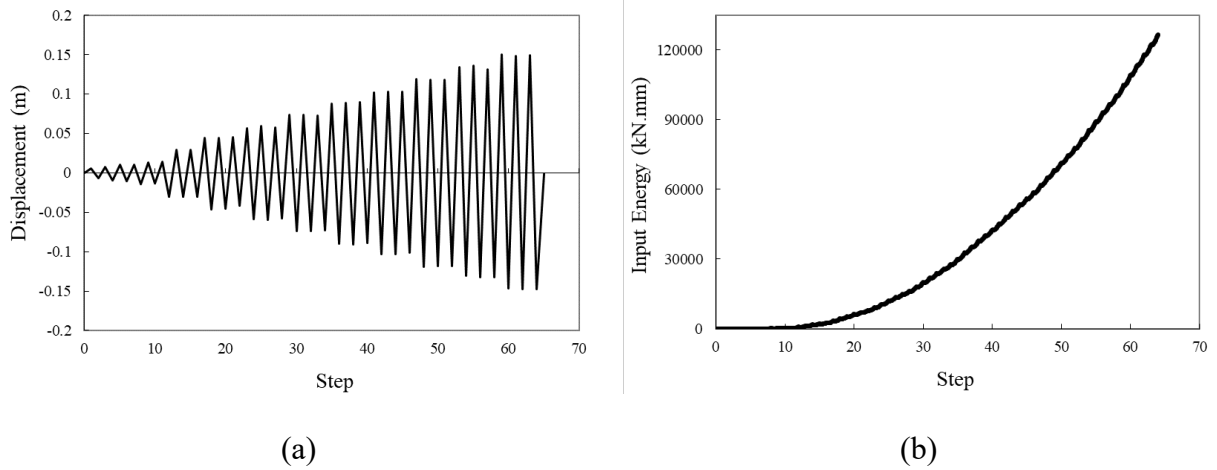 0.2
0.15
0.1
0.05
0
-0.05
-0.1
-0.15
-0.2
Displacement (m)
0 10 20 30 40 50 60 70
Step
(a)
120000
90000
60000
30000
0
Input Energy (kN.mm)
0 10 20 30 40 50 60 70
Step
(b)